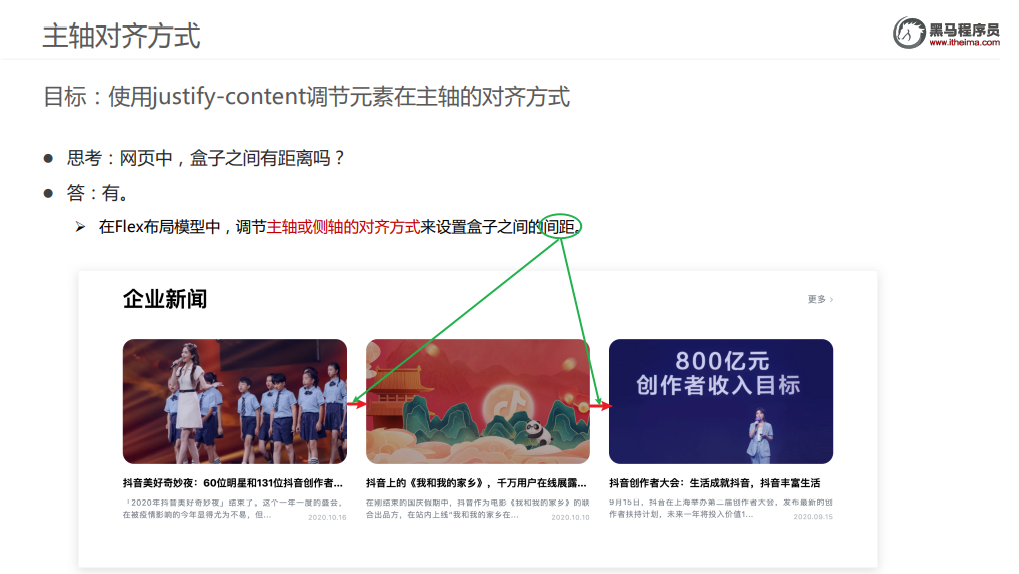 主轴对齐方式
黑马程序员
www.itheima.com
目标：使用justify-content调节元素在主轴的对齐方式
● 思考：网页中，盒子之间有距离吗？
● 答：有。
➢ 在Flex布局模型中，调节主轴或侧轴的对齐方式来设置盒子之间的间距。
企业新闻
更多 ›
800亿元
创作者收入目标
抖音美好奇妙夜：60位明星和131位抖音创作者...
「2020年抖音美好奇妙夜」结束了。这个一年一度的盛会，
在被疫情影响的今年显得尤为不易，但...
2020.10.16
抖音上的《我和我的家乡》，千万用户在线展露...
在刚结束的国庆假期中，抖音作为电影《我和我的家乡》的联
合出品方，在站内上线“我和我的家乡在...
2020.10.10
抖音创作者大会：生活成就抖音，抖音丰富生活
9月15日，抖音在上海举办第二届创作者大会，发布最新的创
作者扶持计划，未来一年将投入价值1...
2020.09.15